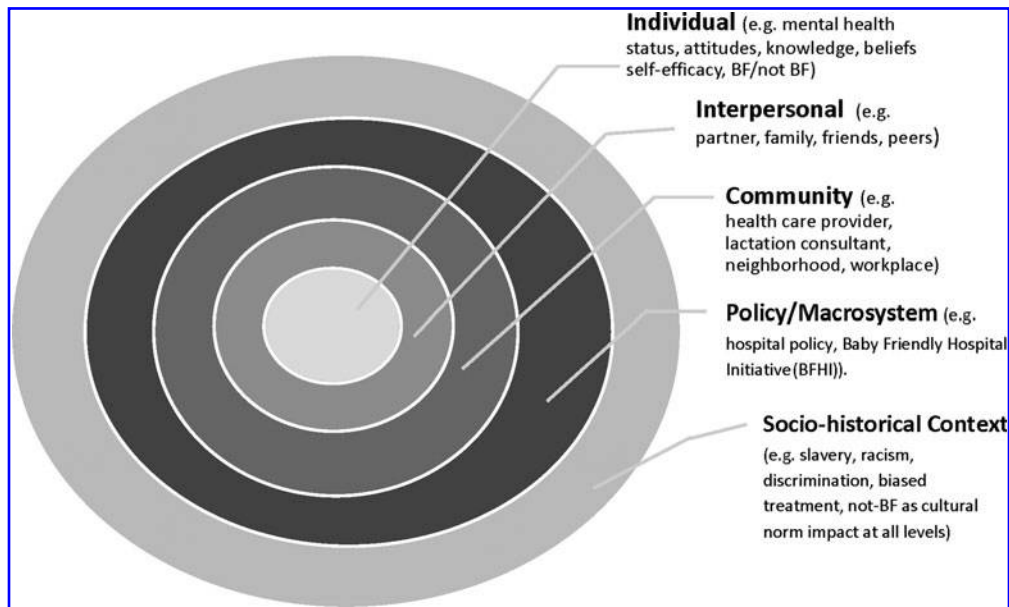 Individual (e.g. mental health
status, attitudes, knowledge, beliefs
self-efficacy, BF/not BF)
Interpersonal (e.g.
partner, family, friends, peers)
Community (e.g.
health care provider,
lactation consultant,
neighborhood, workplace)
Policy/Macrosystem (e.g.
hospital policy, Baby Friendly Hospital
Initiative(BFHI)).
Socio-historical Context
(e.g. slavery, racism,
discrimination, biased
treatment, not-BF as cultural
norm impact at all levels)